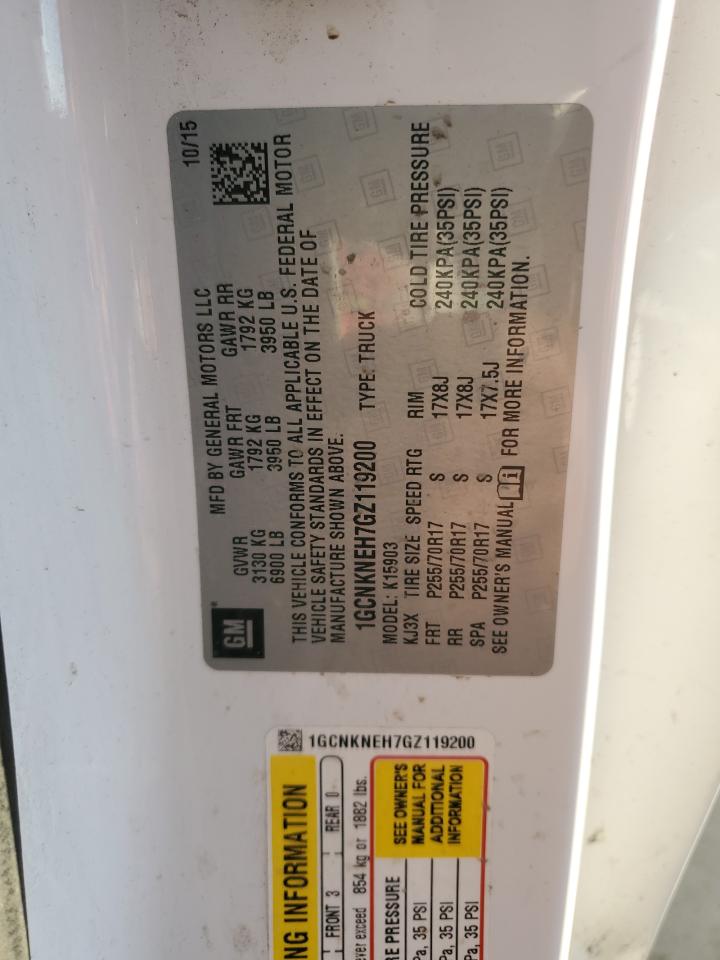 10/15
MFD BY GENERAL MOTORS LLC
GVWR GAWR FRT GAWR RR
3130 KG 1792 KG 1792 KG
6900 LB 3950 LB 3950 LB
GM
THIS VEHICLE CONFORMS TO ALL APPLICABLE U.S. FEDERAL MOTOR
VEHICLE SAFETY STANDARDS IN EFFECT ON THE DATE OF
MANUFACTURE SHOWN ABOVE.
1GCNKNEH7GZ119200 TYPE: TRUCK
MODEL: K15903
KJ3X TIRE SIZE SPEED RTG RIM COLD TIRE PRESSURE
FRT P255/70R17 S 17X8J 240KPA(35PSI)
RR P255/70R17 S 17X8J 240KPA(35PSI)
SPA P255/70R17 S 17X7.5J 240KPA(35PSI)
SEE OWNER'S MANUAL i FOR MORE INFORMATION.
1GCNKNEH7GZ119200
NG INFORMATION
FRONT 3 REAR 0
ever exceed 854 kg or 1882 lbs.
RE PRESSURE
Pa, 35 PSI
Pa, 35 PSI
Pa, 35 PSI
SEE OWNER'S
MANUAL FOR
ADDITIONAL
INFORMATION